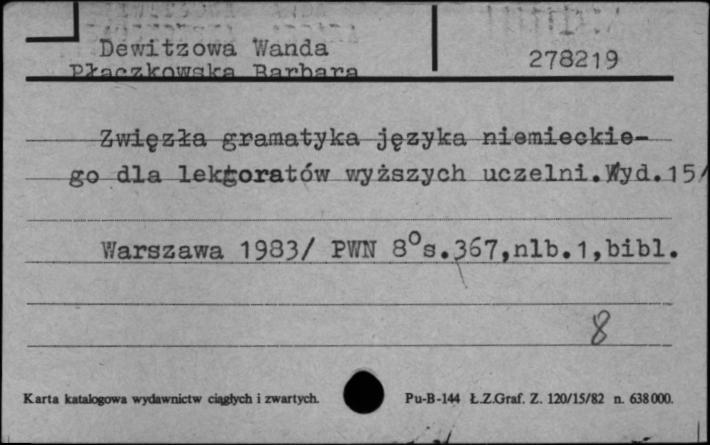 Dewitzowa Wanda
278219
Płaczkowska Barbara
Zwięzła gramatyka języka niemieckie-
go dla lektoratów wyższych uczelni.Wyd.15/
Warszawa 1983/ PWN 8°s.367,nlb.1,bibl.
8
Karta katalogowa wydawnictw ciągłych i zwartych.
Pu-B-144 Ł.Z.Graf. Z. 120/15/82 n. 638000.